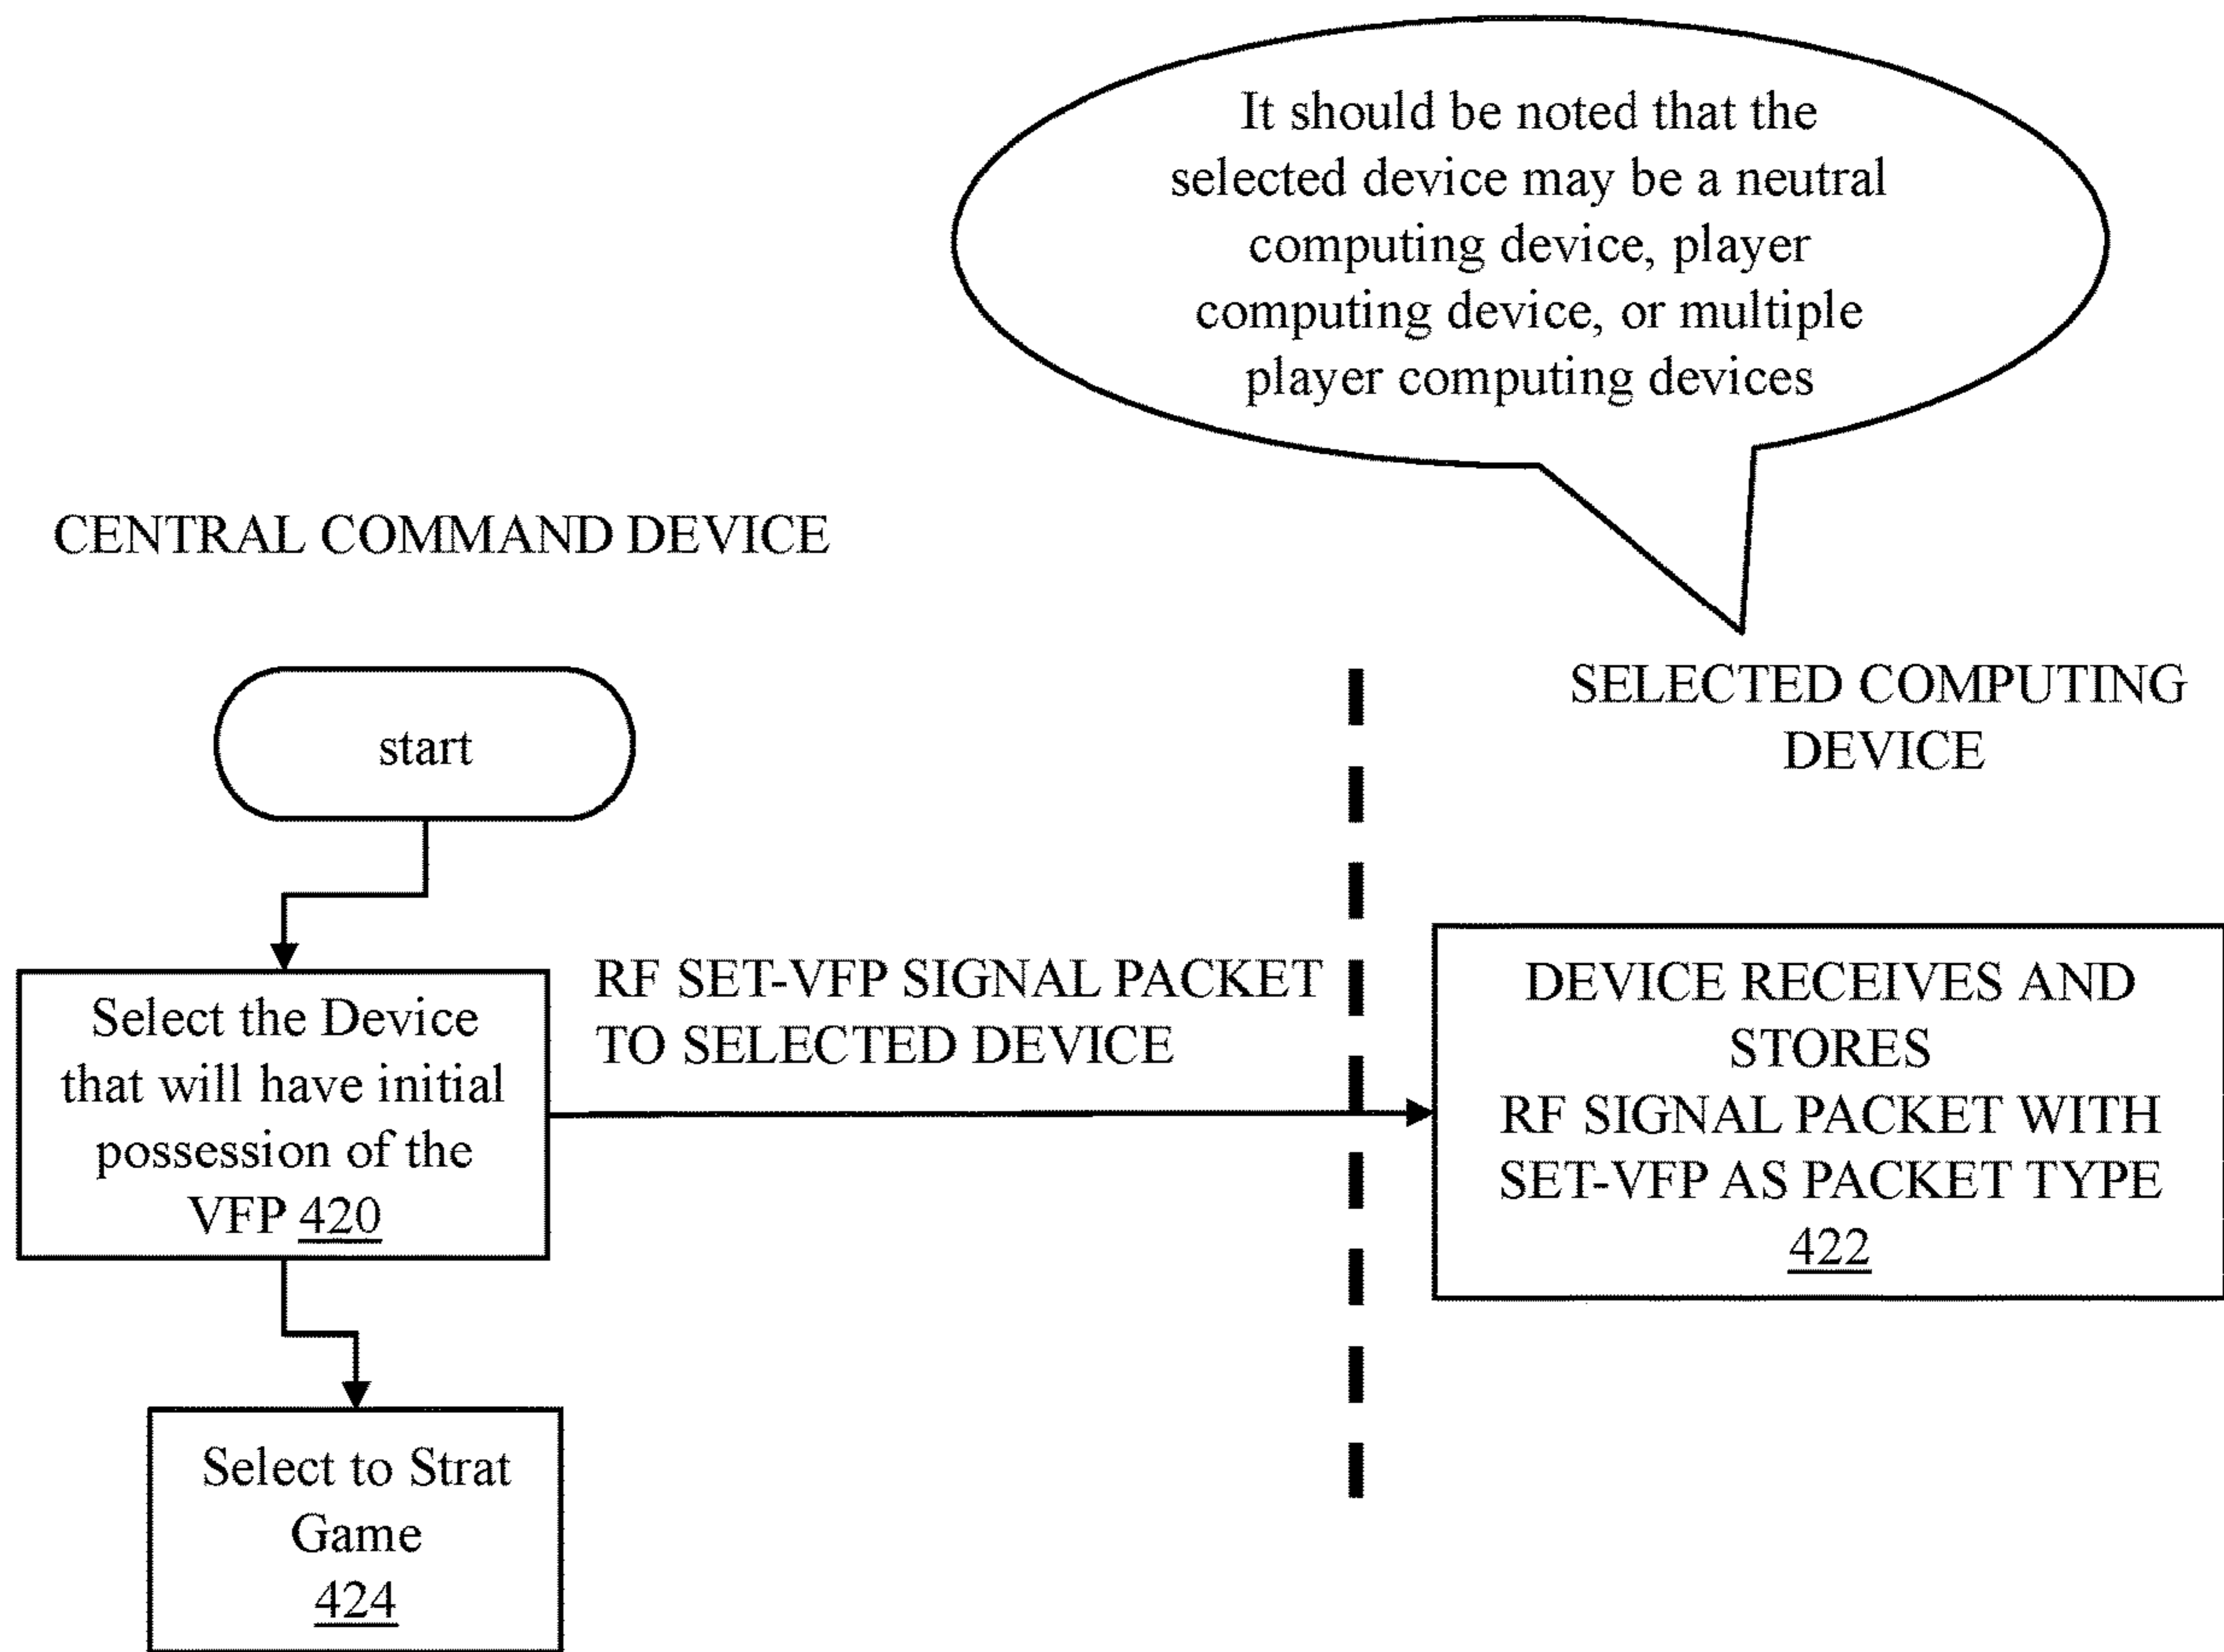 It should be noted that the
selected device may be a neutral
computing device, player
computing device, or multiple
player computing devices
CENTRAL COMMAND DEVICE
SELECTED COMPUTING
DEVICE
start
Select the Device
that will have initial
possession of the
VFP 420
RF SET-VFP SIGNAL PACKET
TO SELECTED DEVICE
DEVICE RECEIVES AND
STORES
RF SIGNAL PACKET WITH
SET-VFP AS PACKET TYPE
422
Select to Strat
Game
424